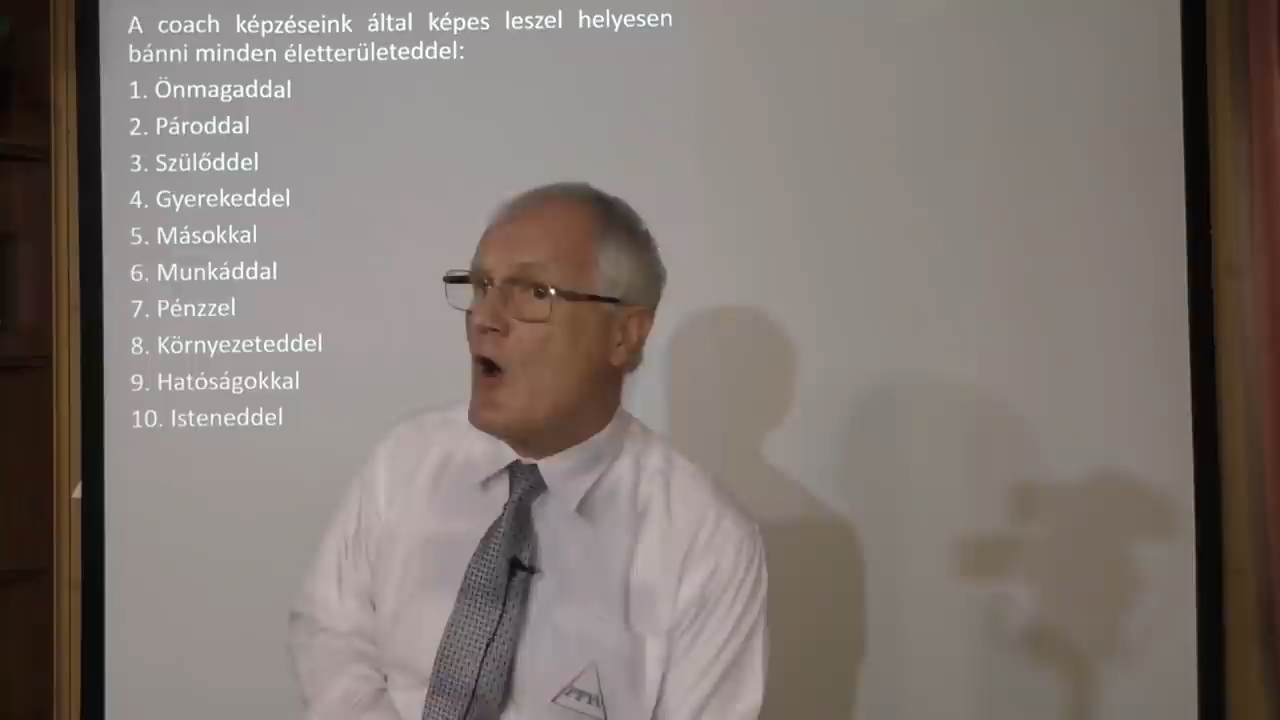 A coach képzéseink által képes leszel helyesen
bánni minden életterületeddel:
1. Önmagaddal
2. Pároddal
3. Szülőddel
4. Gyerekeddel
5. Másokkal
6. Munkáddal
7. Pénzzel
8. Környezeteddel
9. Hatóságokkal
10. Isteneddel